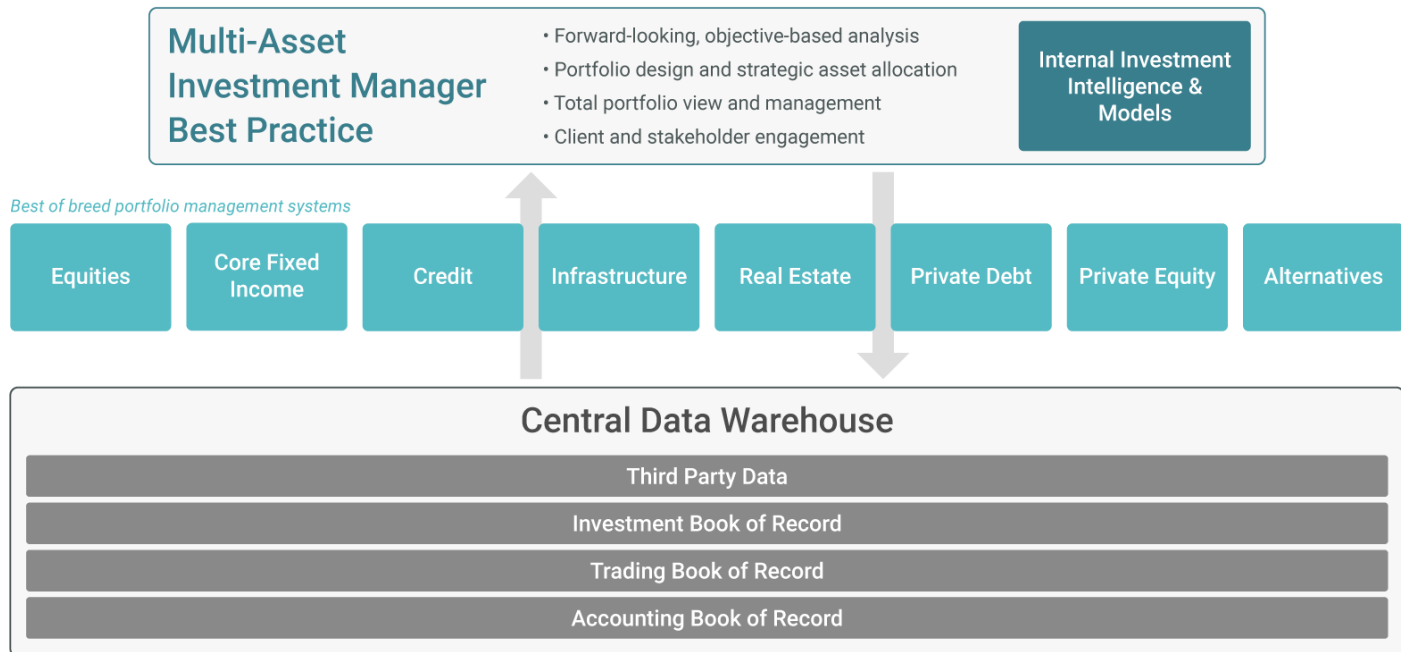 Multi-Asset
Investment Manager
Best Practice
• Forward-looking, objective-based analysis
• Portfolio design and strategic asset allocation
• Total portfolio view and management
• Client and stakeholder engagement
Internal Investment
Intelligence &
Models
Best of breed portfolio management systems
Equities
Core Fixed
Income
Credit
Infrastructure
Real Estate
Private Debt
Private Equity
Alternatives
Central Data Warehouse
Third Party Data
Investment Book of Record
Trading Book of Record
Accounting Book of Record